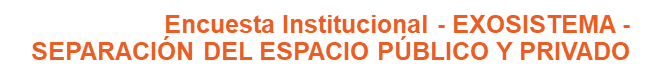 Encuesta Institucional - EXOSISTEMA -
SEPARACIÓN DEL ESPACIO PÚBLICO Y PRIVADO